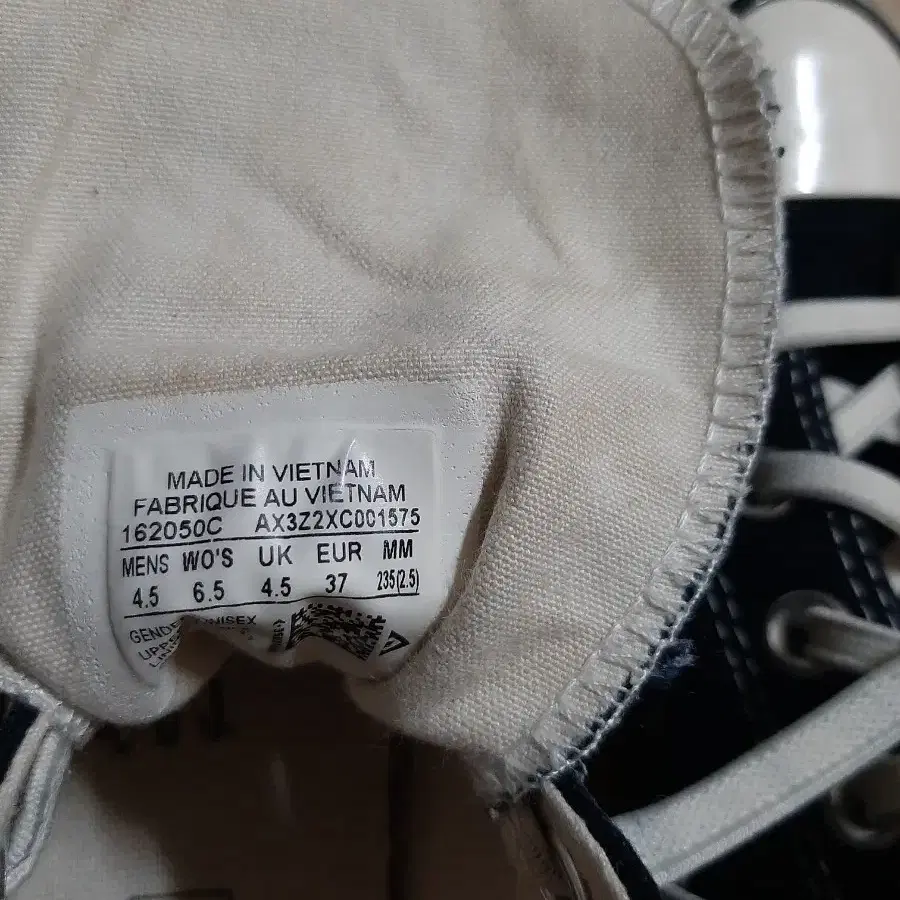 MADE IN VIETNAM
FABRIQUE AU VIETNAM
162050C AX3Z2XC001575
MENS WO'S UK EUR MM
4.5 6.5 4.5 37 235(2.5)